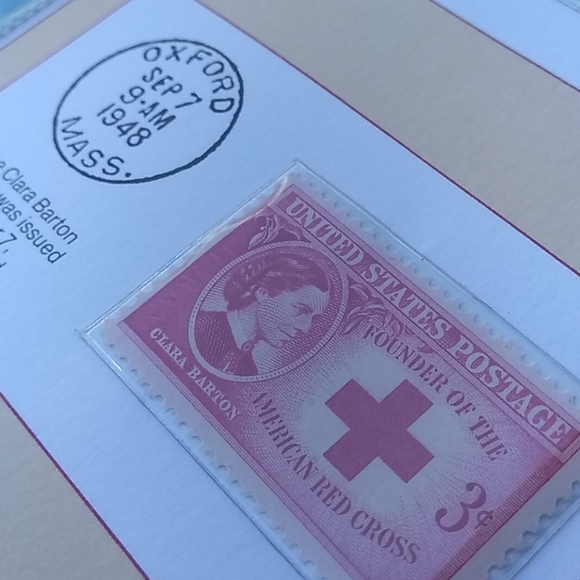 OXFORD
SEP 7
9-AM
1948
MASS.
Clara Barton
was issued
7,
UNITED STATES POSTAGE
CLARA BARTON
FOUNDER OF THE
AMERICAN RED CROSS
3¢